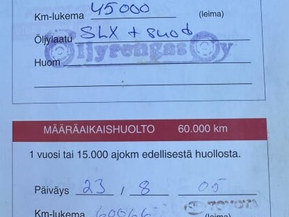 Km-lukema 45000 (leima)
Öljylaatu SLX + suod
Öljyrengas Oy
Huom
MÄÄRÄAIKAISHUOLTO 60.000 km
1 vuosi tai 15.000 ajokm edellisestä huollosta.
Päiväys 23 / 8 05
Km-lukema (leima)